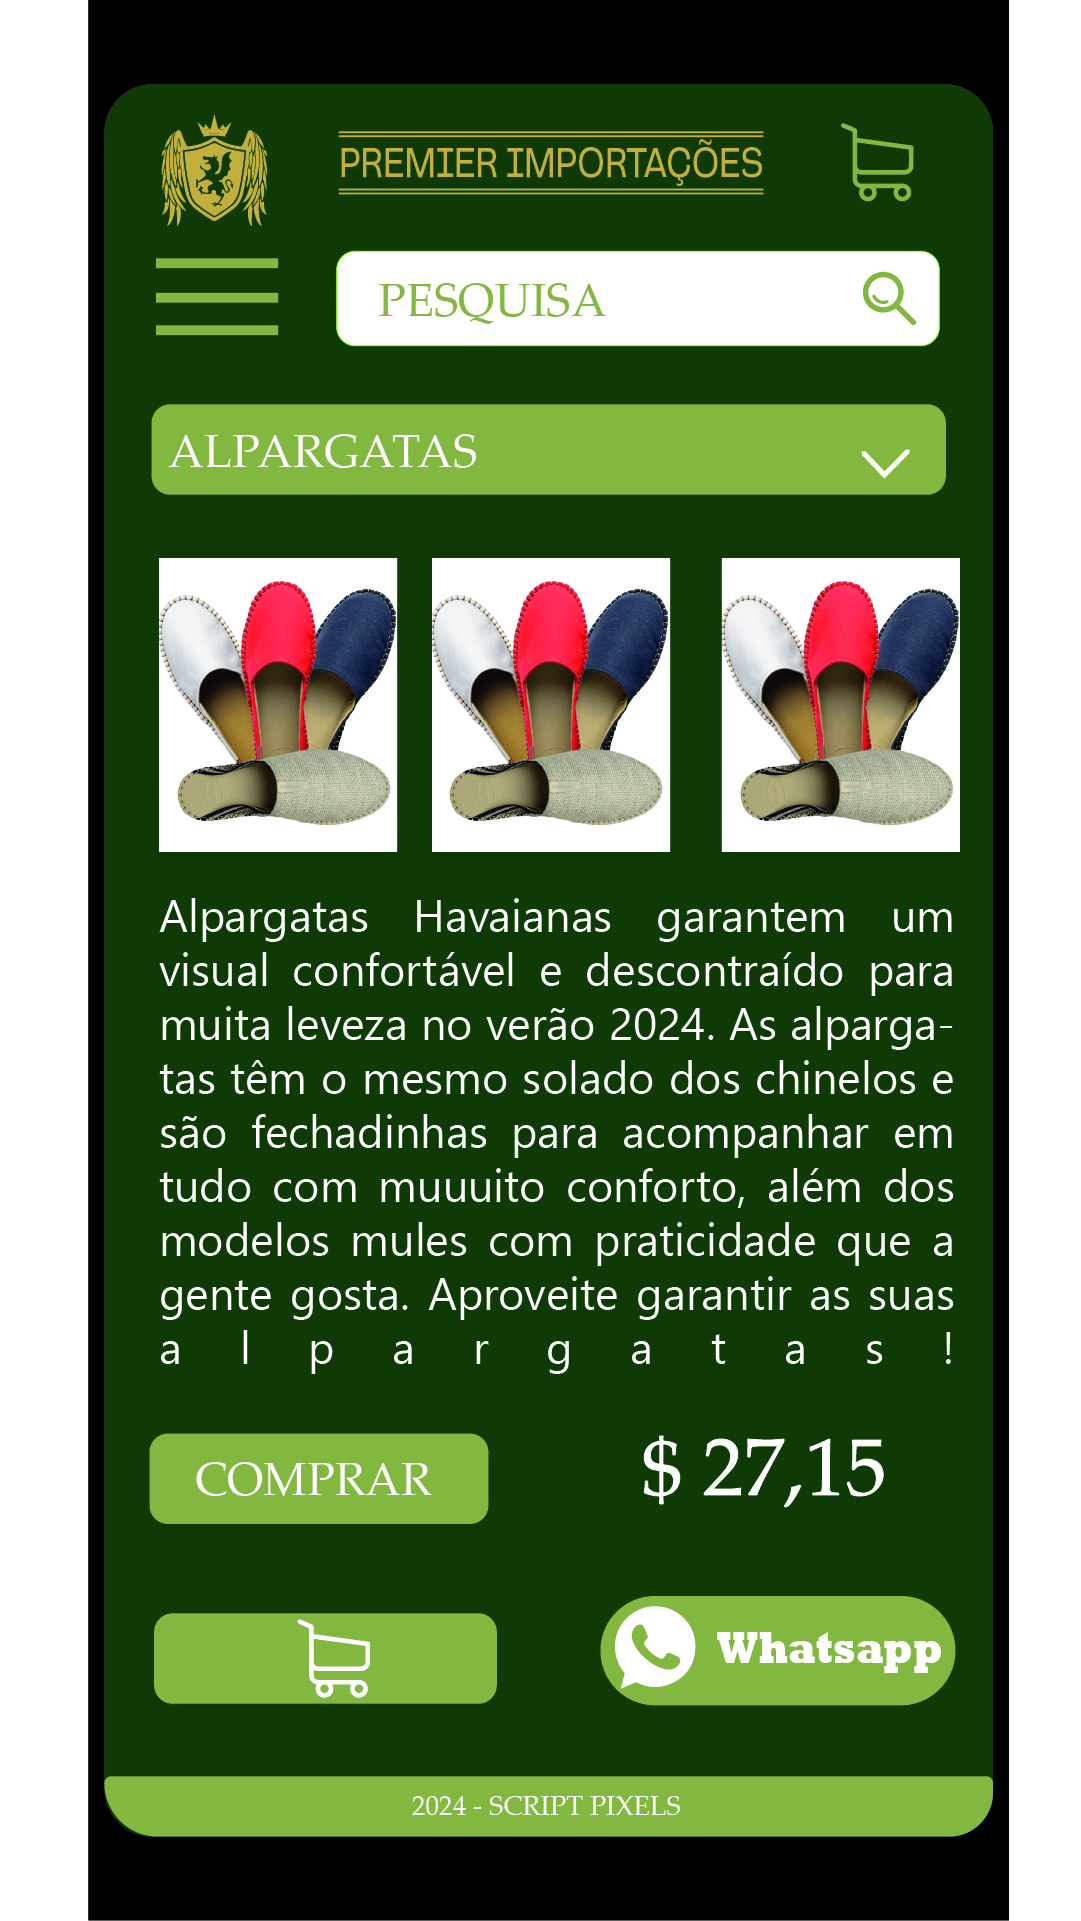 PREMIER IMPORTAÇÕES
PESQUISA
ALPARGATAS
Alpargatas Havaianas garantem um
visual confortável e descontraído para
muita leveza no verão 2024. As alparga-
tas têm o mesmo solado dos chinelos e
são fechadinhas para acompanhar em
tudo com muuuito conforto, além dos
modelos mules com praticidade que a
gente gosta. Aproveite garantir as suas
alpargatas!
COMPRAR
$ 27,15
Whatsapp
2024 - SCRIPT PIXELS